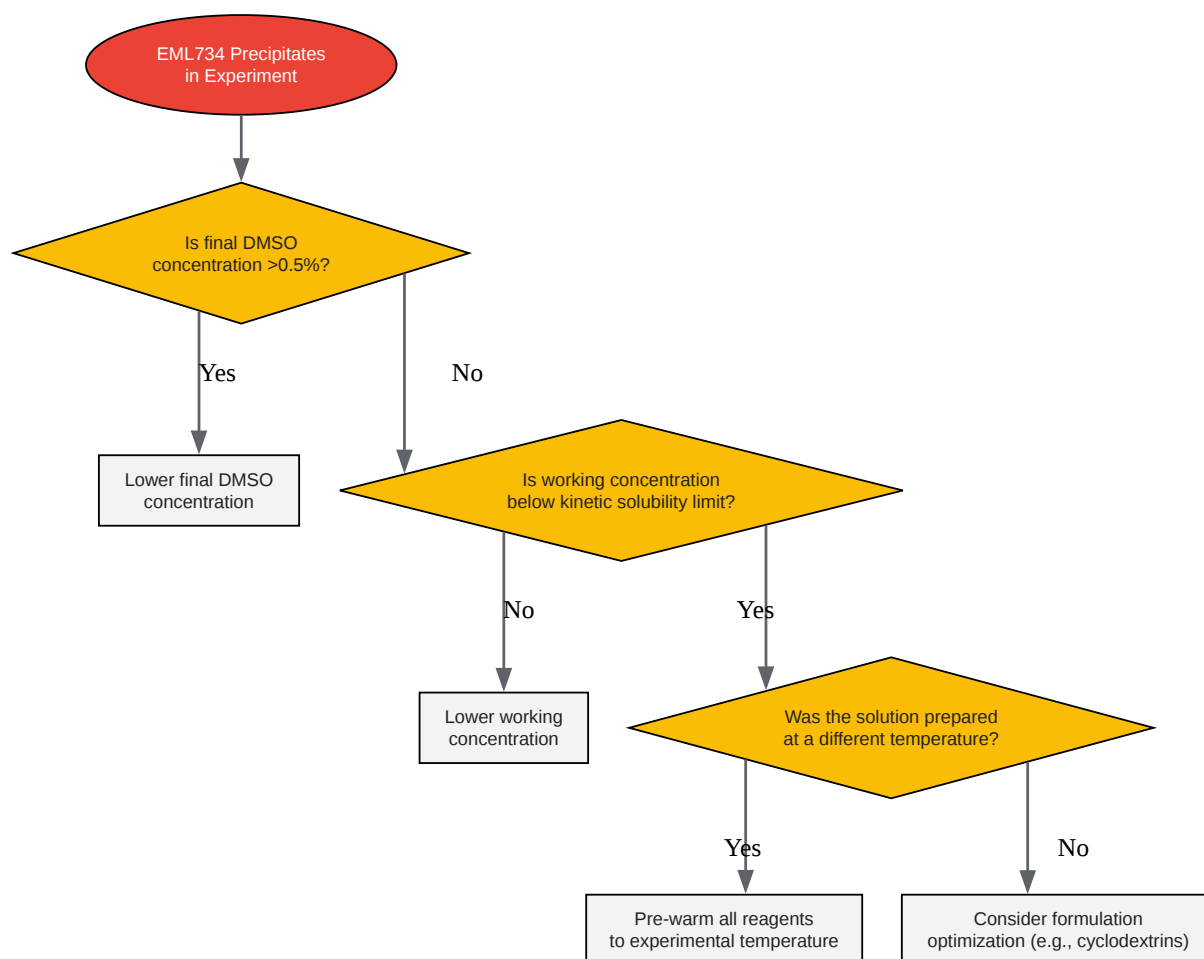 EML734 Precipitates
in Experiment
Is final DMSO
concentration >0.5%?
Yes
No
Lower final DMSO
concentration
Is working concentration
below kinetic solubility limit?
No
Yes
Lower working
concentration
Was the solution prepared
at a different temperature?
Yes
No
Pre-warm all reagents
to experimental temperature
Consider formulation
optimization (e.g., cyclodextrins)